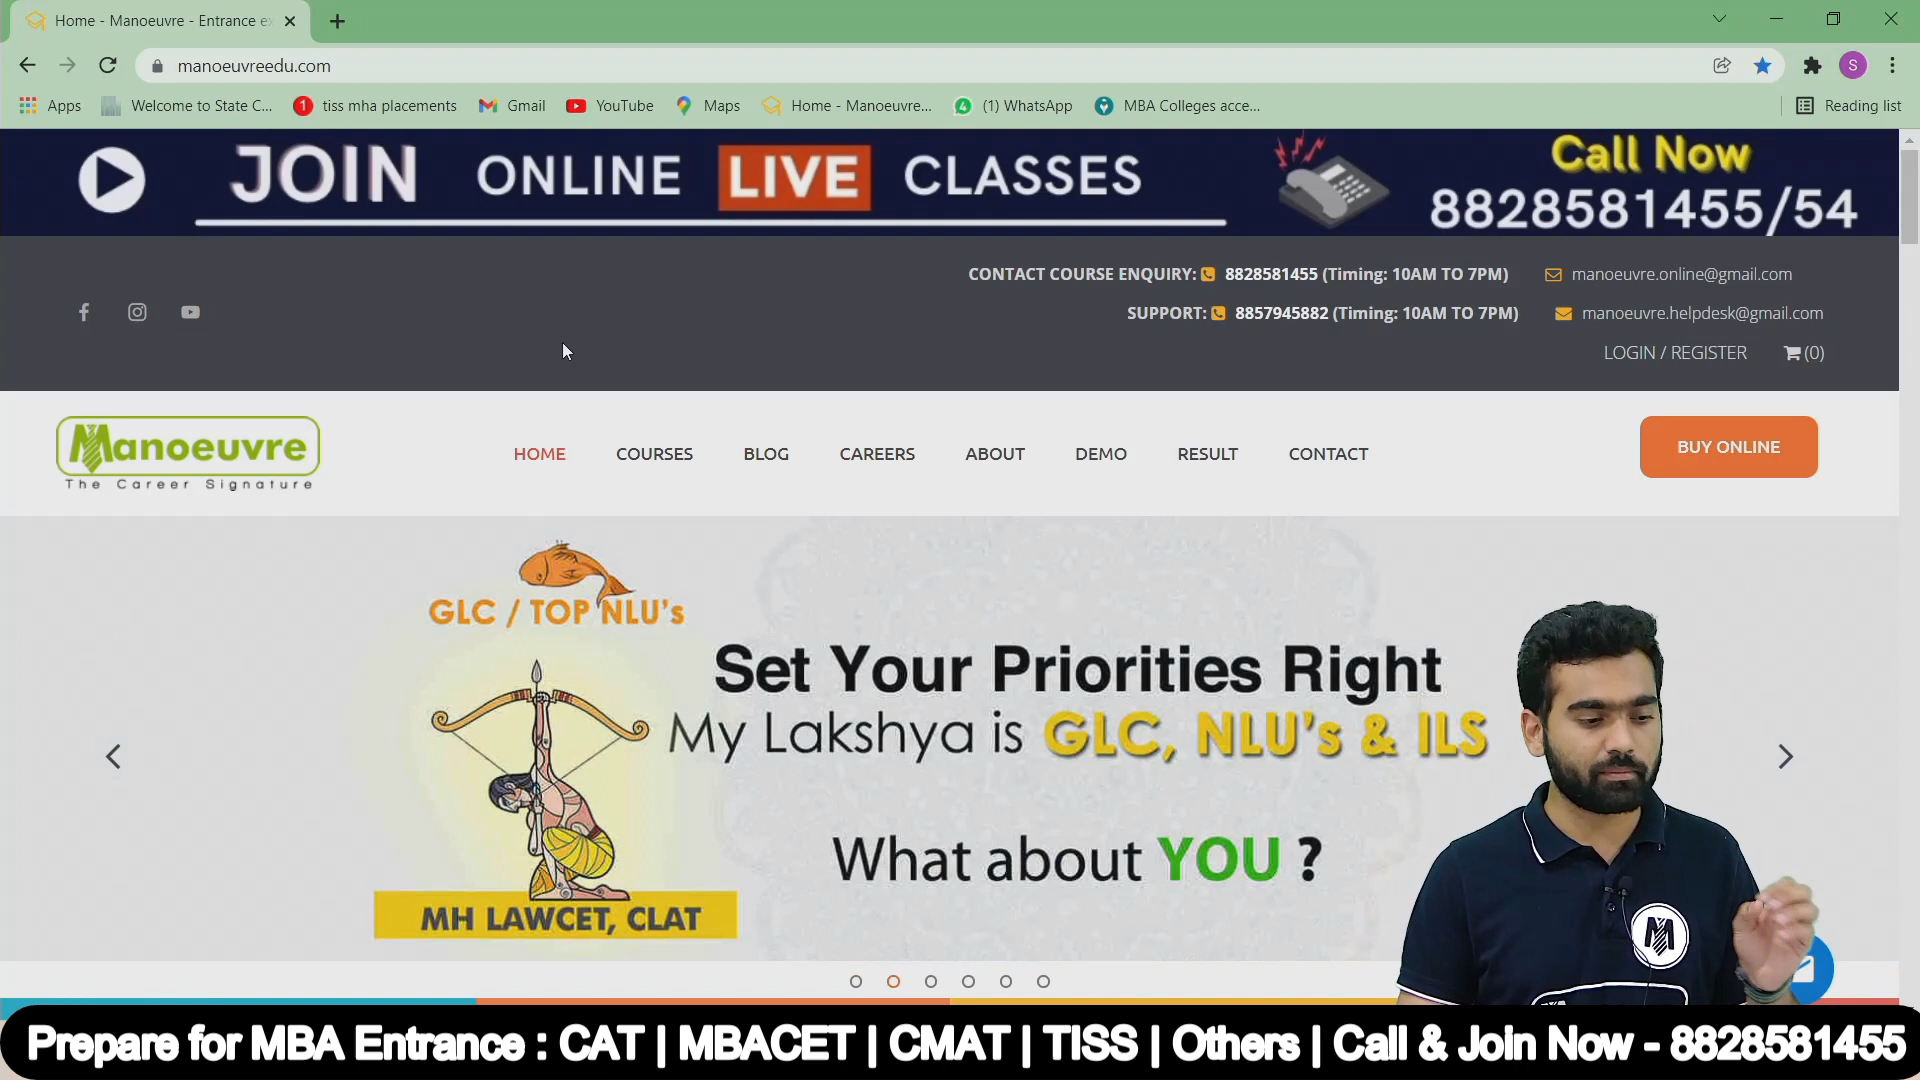 Home - Manoeuvre - Entrance ex
manoeuvreedu.com
S
Apps
Welcome to State C...
1
tiss mha placements
Gmail
YouTube
Maps
Home - Manoeuvre...
4
(1) WhatsApp
MBA Colleges acce...
Reading list
JOIN ONLINE LIVE CLASSES
Call Now
8828581455/54
CONTACT COURSE ENQUIRY: 8828581455 (Timing: 10AM TO 7PM)
manoeuvre.online@gmail.com
SUPPORT: 8857945882 (Timing: 10AM TO 7PM)
manoeuvre.helpdesk@gmail.com
LOGIN / REGISTER
(0)
Manoeuvre
The Career Signature
HOME
COURSES
BLOG
CAREERS
ABOUT
DEMO
RESULT
CONTACT
BUY ONLINE
GLC / TOP NLU's
Set Your Priorities Right
My Lakshya is GLC, NLU's & ILS
What about YOU ?
MH LAWCET, CLAT
M
Prepare for MBA Entrance : CAT | MBACET | CMAT | TISS | Others | Call & Join Now - 8828581455